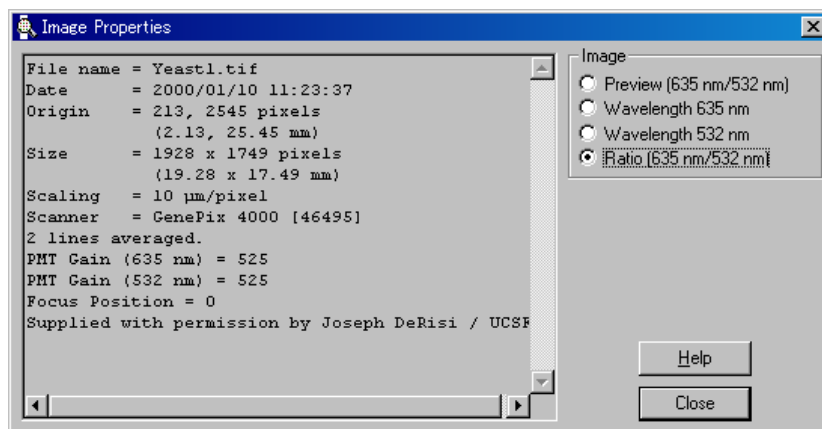 Image Properties
File name = Yeast1.tif
Date = 2000/01/10 11:23:37
Origin = 213, 2545 pixels
(2.13, 25.45 mm)
Size = 1928 x 1749 pixels
(19.28 x 17.49 mm)
Scaling = 10 µm/pixel
Scanner = GenePix 4000 [46495]
2 lines averaged.
PMT Gain (635 nm) = 525
PMT Gain (532 nm) = 525
Focus Position = 0
Supplied with permission by Joseph DeRisi / UCSF
Image
Preview (635 nm/532 nm)
Wavelength 635 nm
Wavelength 532 nm
Ratio (635 nm/532 nm)
Help
Close